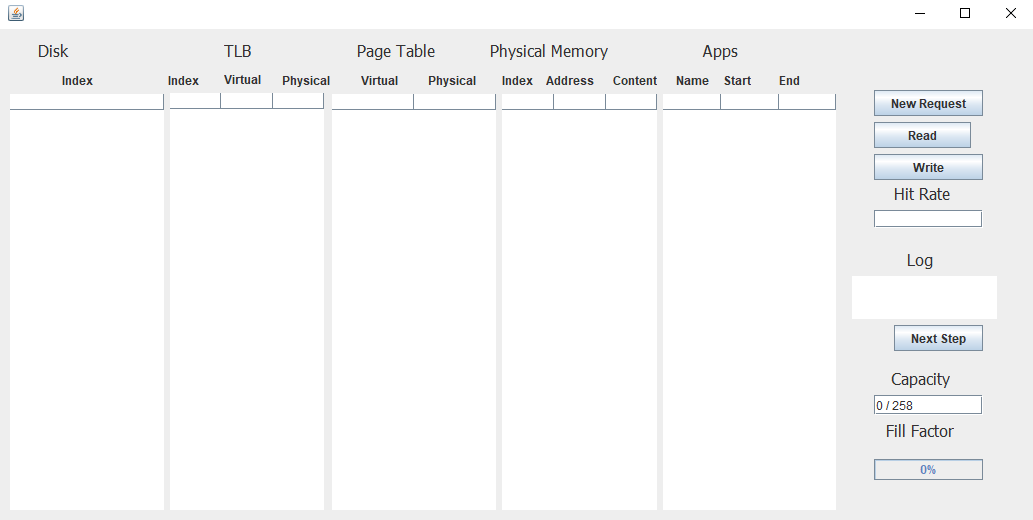 Disk TLB Page Table Physical Memory Apps
Index Index Virtual Physical Virtual Physical Index Address Content Name Start End
New Request
Read
Write
Hit Rate
Log
Next Step
Capacity
0 / 258
Fill Factor
0%